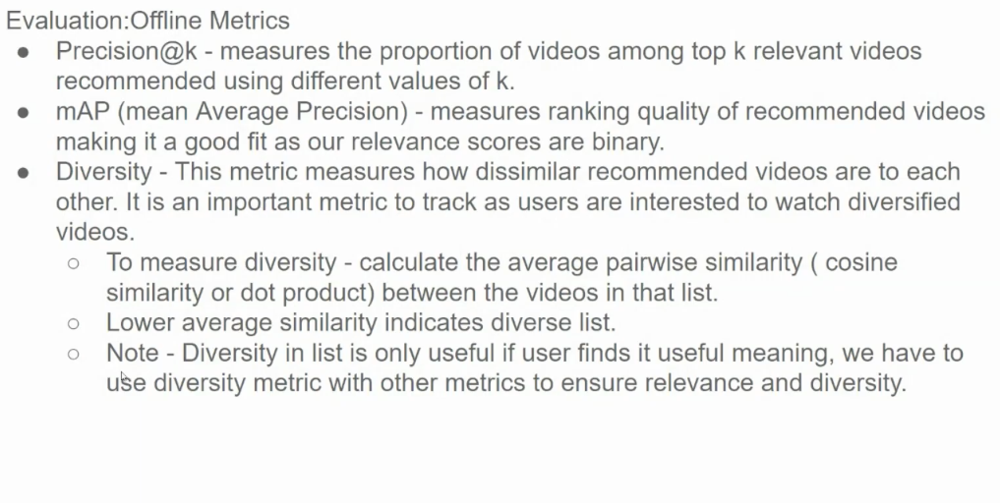 Evaluation:Offline Metrics
● Precision@k - measures the proportion of videos among top k relevant videos
recommended using different values of k.
● mAP (mean Average Precision) - measures ranking quality of recommended videos
making it a good fit as our relevance scores are binary.
● Diversity - This metric measures how dissimilar recommended videos are to each
other. It is an important metric to track as users are interested to watch diversified
videos.
○ To measure diversity - calculate the average pairwise similarity ( cosine
similarity or dot product) between the videos in that list.
○ Lower average similarity indicates diverse list.
○ Note - Diversity in list is only useful if user finds it useful meaning, we have to
use diversity metric with other metrics to ensure relevance and diversity.